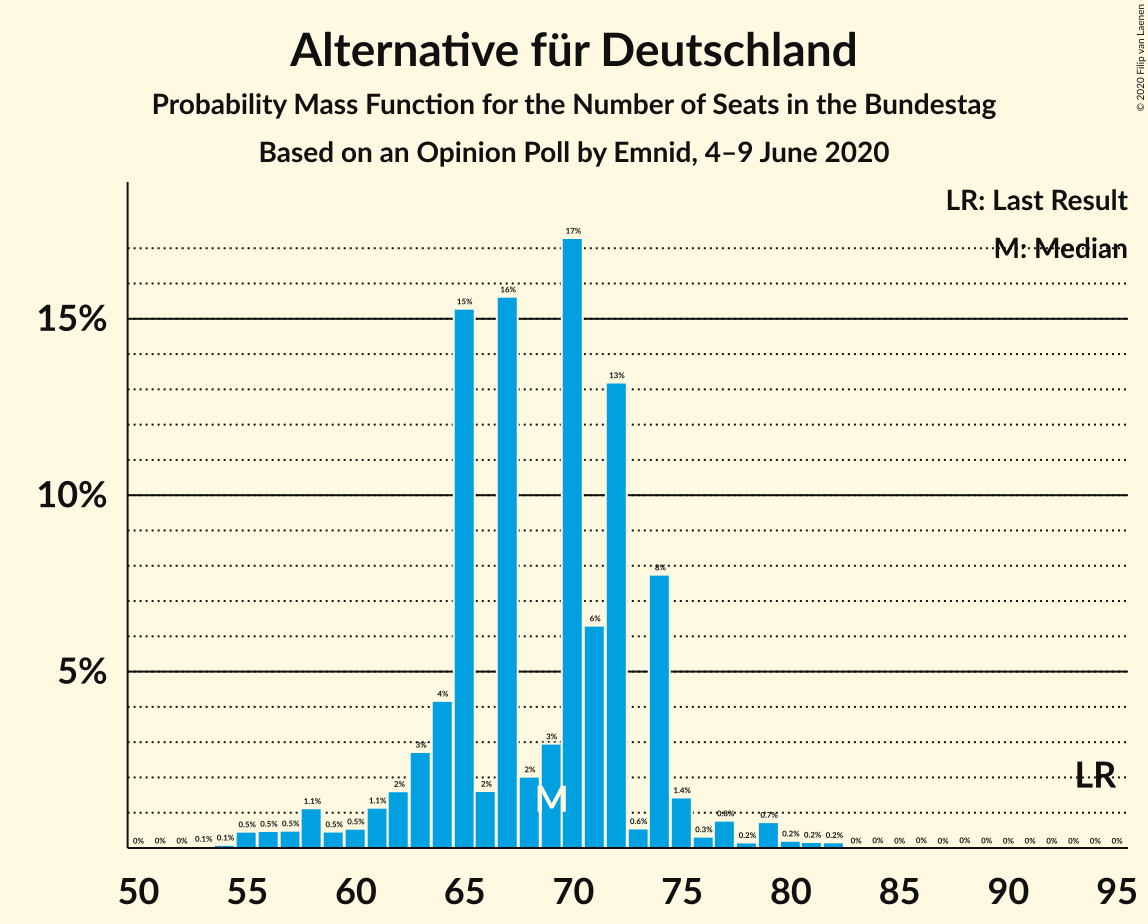 © 2020 Filip van Laenen
Alternative für Deutschland
Probability Mass Function for the Number of Seats in the Bundestag
Based on an Opinion Poll by Emnid, 4–9 June 2020
LR: Last Result
M: Median
15%
10%
5%
0% 0% 0% 0.1% 0.1% 0.5% 0.5% 0.5% 1.1% 0.5% 0.5% 1.1% 2% 3% 4% 15% 2% 16% 2% 3% 17% 6% 13% 0.6% 8% 1.4% 0.3% 0.8% 0.2% 0.7% 0.2% 0.2% 0.2% 0% 0% 0% 0% 0% 0% 0% 0% 0% 0% 0% 0% 0%
M
LR
50 55 60 65 70 75 80 85 90 95